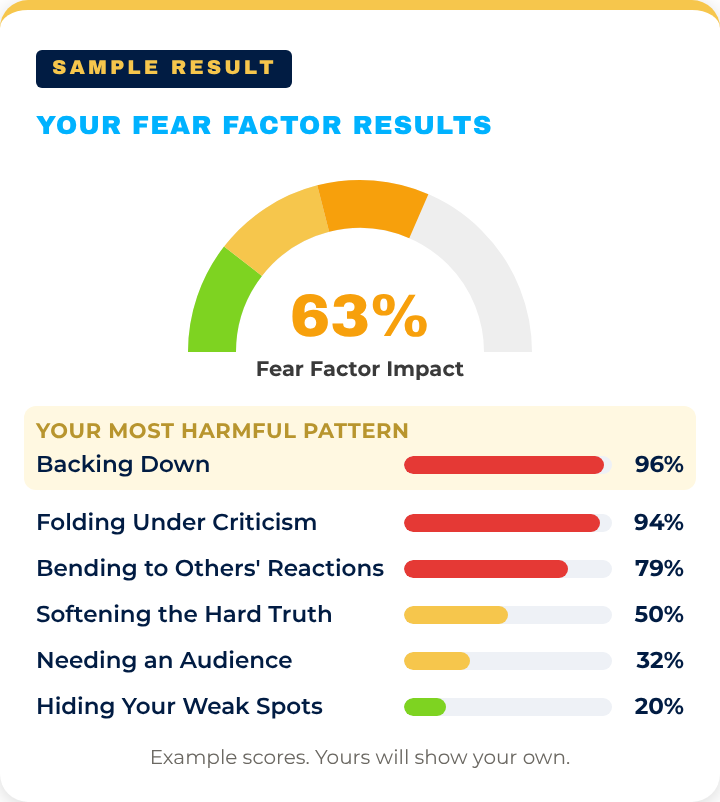 SAMPLE RESULT
YOUR FEAR FACTOR RESULTS
63%
Fear Factor Impact
YOUR MOST HARMFUL PATTERN
Backing Down 96%
Folding Under Criticism 94%
Bending to Others' Reactions 79%
Softening the Hard Truth 50%
Needing an Audience 32%
Hiding Your Weak Spots 20%
Example scores. Yours will show your own.